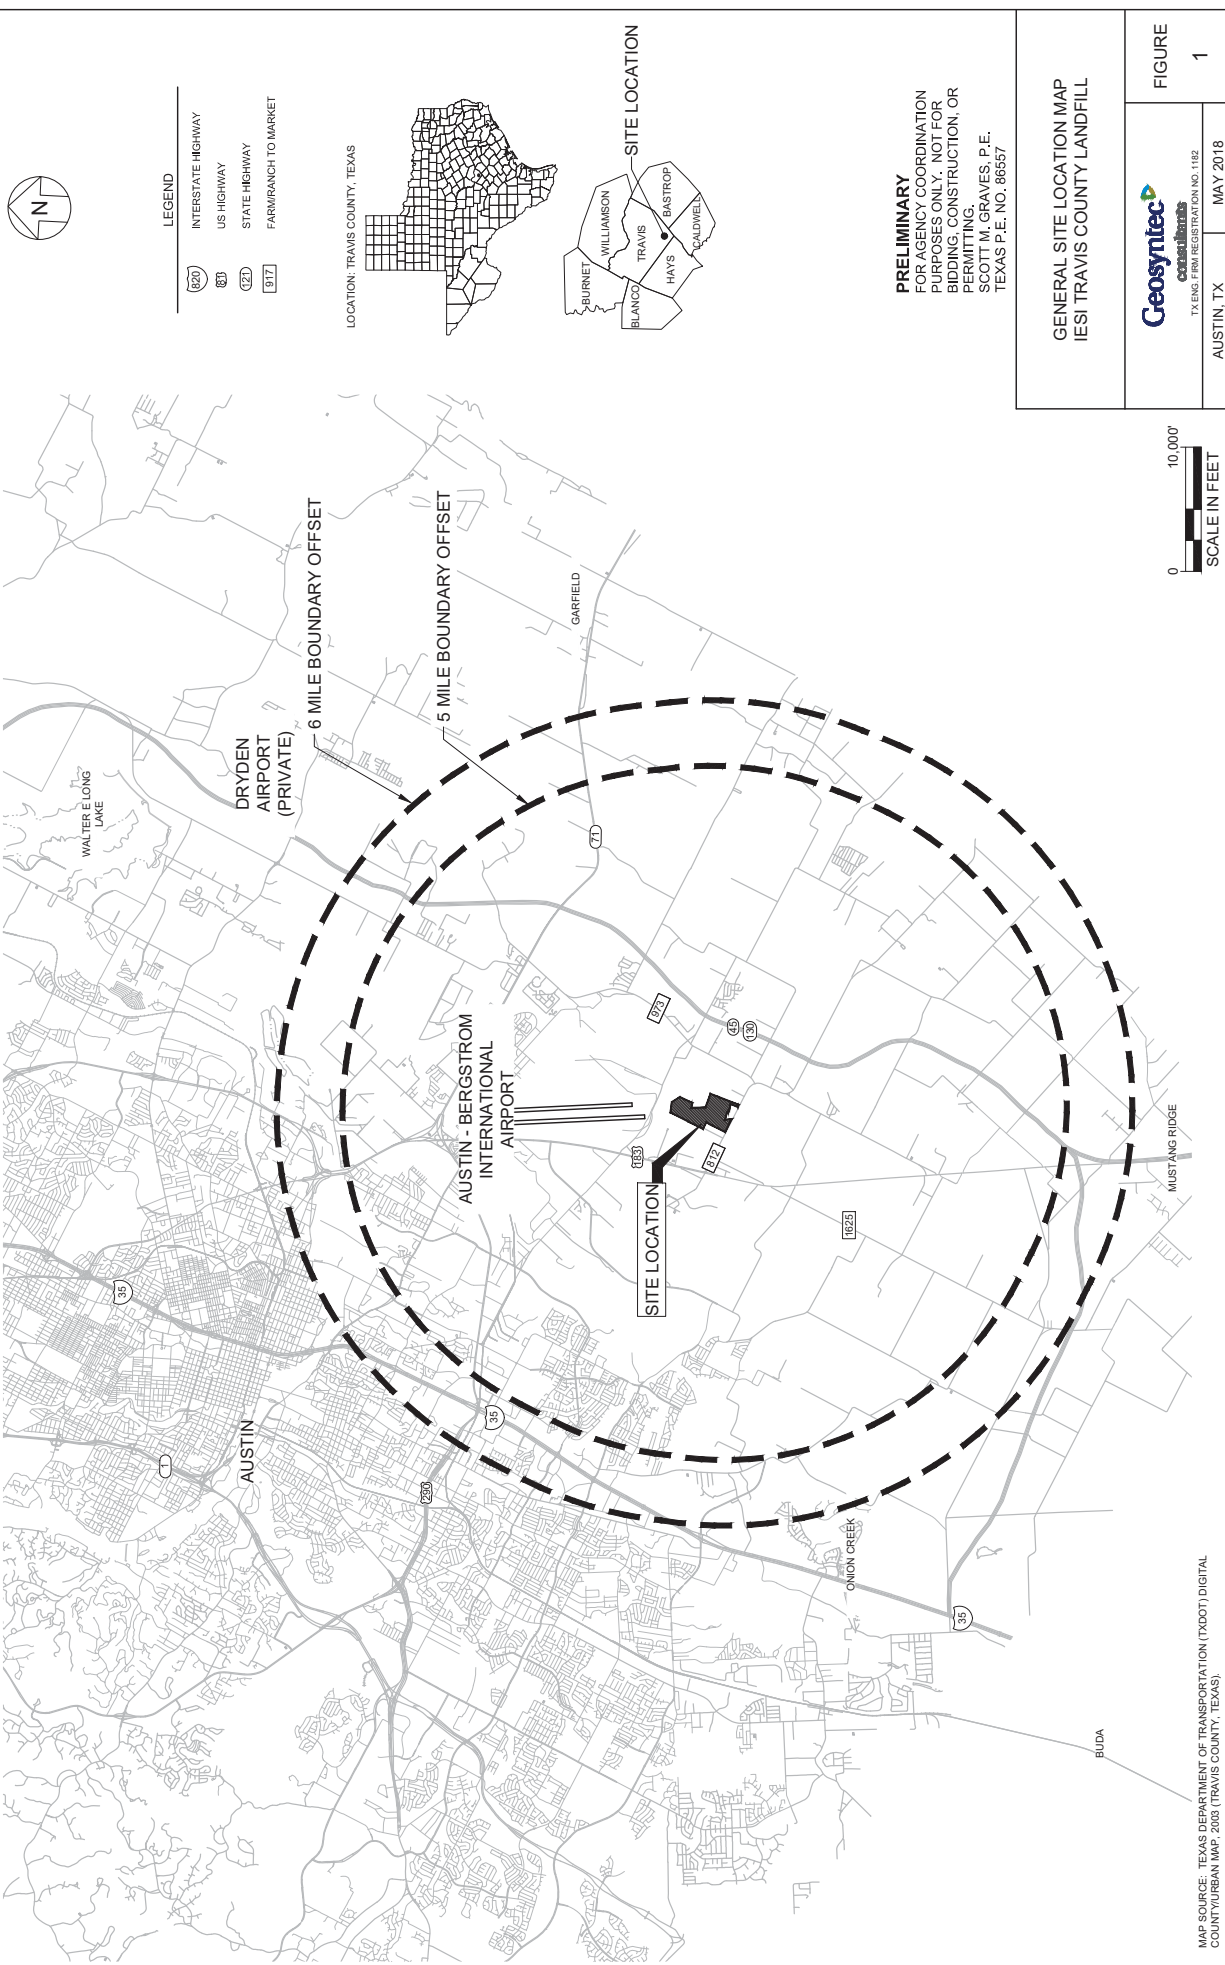 N
LEGEND
820 INTERSTATE HIGHWAY
81 US HIGHWAY
121 STATE HIGHWAY
917 FARM/RANCH TO MARKET
LOCATION: TRAVIS COUNTY, TEXAS
BURNET
WILLIAMSON
BLANCO
TRAVIS
HAYS
BASTROP
CALDWELL
SITE LOCATION
PRELIMINARY
FOR AGENCY COORDINATION
PURPOSES ONLY. NOT FOR
BIDDING, CONSTRUCTION, OR
PERMITTING.
SCOTT M. GRAVES, P.E.
TEXAS P.E. NO. 86557
GENERAL SITE LOCATION MAP
IESI TRAVIS COUNTY LANDFILL
Geosyntec
consultants
TX ENG. FIRM REGISTRATION NO. 1182
AUSTIN, TX
MAY 2018
FIGURE
1
0
10,000'
SCALE IN FEET
WALTER E LONG
LAKE
DRYDEN
AIRPORT
(PRIVATE)
6 MILE BOUNDARY OFFSET
5 MILE BOUNDARY OFFSET
GARFIELD
71
AUSTIN - BERGSTROM
INTERNATIONAL
AIRPORT
973
45
130
183
812
SITE LOCATION
1625
MUSTANG RIDGE
35
1
AUSTIN
290
35
ONION CREEK
35
BUDA
MAP SOURCE: TEXAS DEPARTMENT OF TRANSPORTATION (TXDOT) DIGITAL
COUNTY/URBAN MAP, 2003 (TRAVIS COUNTY, TEXAS).